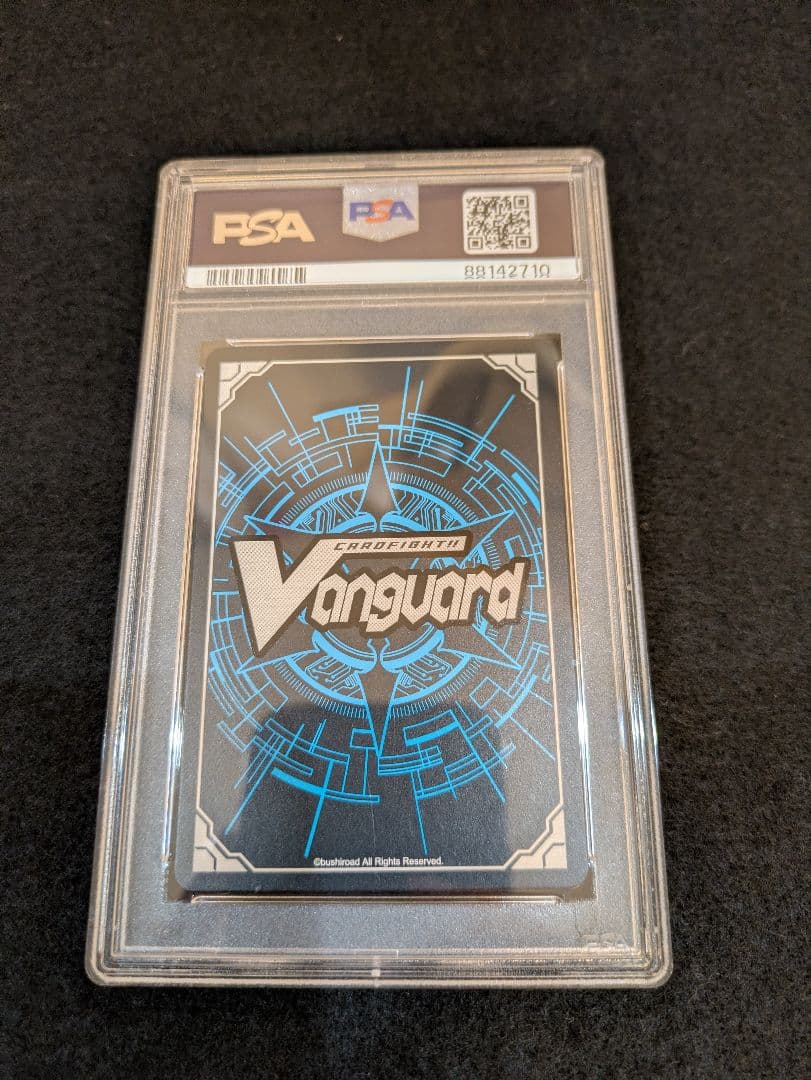 PSA
PSA
88142710
CARDFIGHT!!
Vanguard
©bushiroad All Rights Reserved.